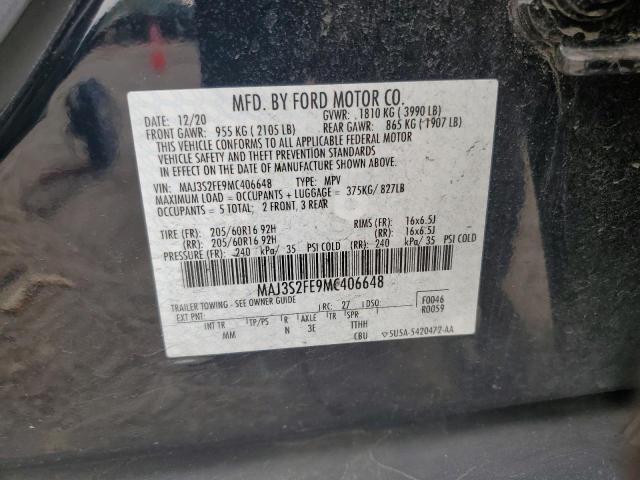 MFD. BY FORD MOTOR CO.
DATE: 12/20 GVWR: 1810 KG ( 3990 LB)
FRONT GAWR: 955 KG ( 2105 LB) REAR GAWR: 865 KG ( 1907 LB)
THIS VEHICLE CONFORMS TO ALL APPLICABLE FEDERAL MOTOR
VEHICLE SAFETY AND THEFT PREVENTION STANDARDS
IN EFFECT ON THE DATE OF MANUFACTURE SHOWN ABOVE.
VIN: MAJ3S2FE9MC406648 TYPE: MPV
MAXIMUM LOAD = OCCUPANTS + LUGGAGE = 375KG/ 827LB
OCCUPANTS = 5 TOTAL; 2 FRONT, 3 REAR
TIRE (FR): 205/60R16 92H RIMS (FR): 16x6.5J
(RR): 205/60R16 92H (RR): 16x6.5J
PRESSURE (FR): 240 kPa/ 35 PSI COLD (RR): 240 kPa/ 35 PSI COLD
MAJ3S2FE9MC406648
TRAILER TOWING - SEE OWNER GUIDE
EXT PNT: RC: 27 DSO: F0046
R0059
INT TR TP/PS R AXLE TR SPR
MM N 3E TTHH
CBU 5U5A-5420472-AA